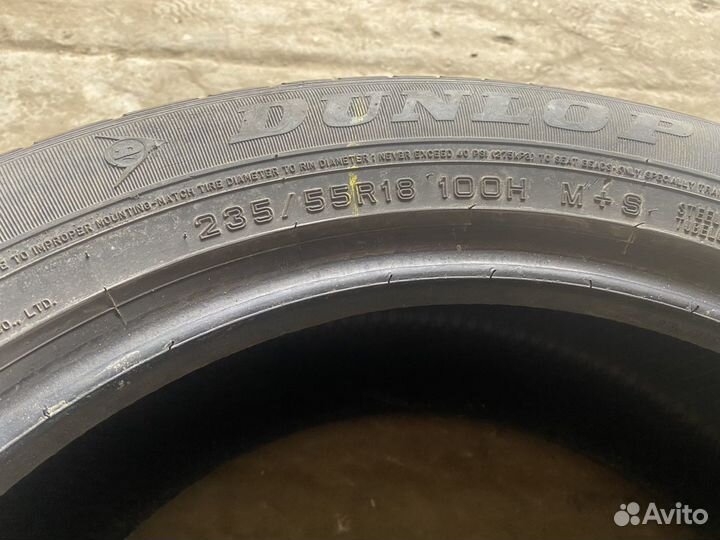 DUNLOP
E TO IMPROPER MOUNTING-MATCH TIRE DIAMETER TO RIM DIAMETER; NEVER EXCEED 40 PSI (275KPa) TO SEAT BEADS-ONLY SPECIALLY TRA
235/55R18 100H M+S
O., LTD.
Avito